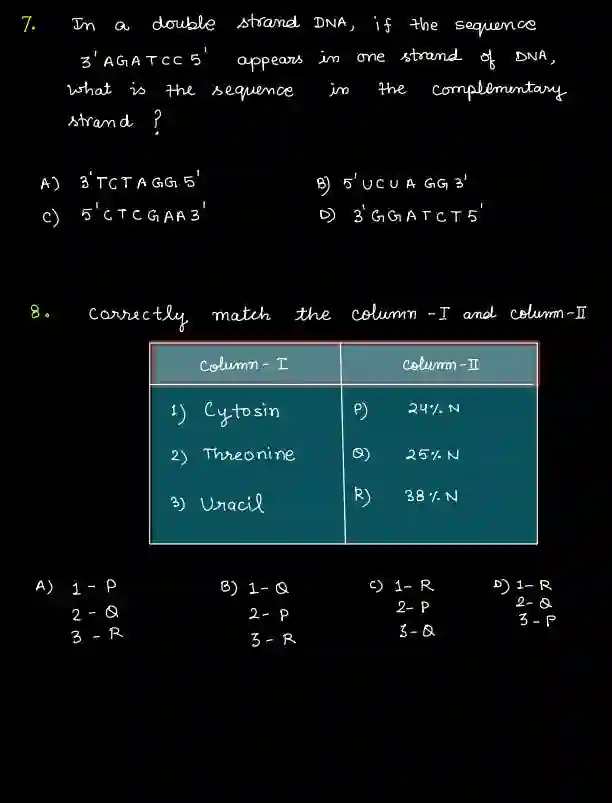 7. In a double strand DNA, if the sequence
3' AGATCC 5' appears in one strand of DNA,
what is the sequence in the complementary
strand ?
A) 3' TCTAGG 5' B) 5' UCUAGG 3'
C) 5' CTCGAA 3' D) 3' GGATCT 5'
8. Correctly match the column - I and column - II
Column - I Column - II
1) Cytosin P) 24% N
2) Threonine Q) 25% N
3) Uracil R) 38% N
A) 1 - P B) 1 - Q C) 1 - R D) 1 - R
2 - Q 2 - P 2 - P 2 - Q
3 - R 3 - R 3 - Q 3 - P